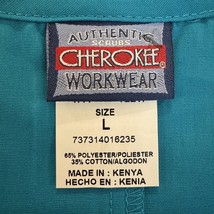 AUTHENTIC
SCRUBS
CHEROKEE®
WORKWEAR
SIZE
L
737314016235
65% POLYESTER/POLIESTER
35% COTTON/ALGODON
MADE IN : KENYA
HECHO EN : KENIA